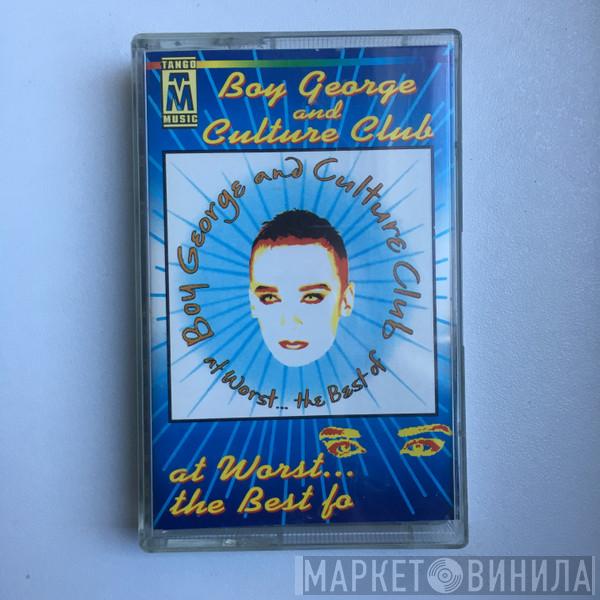 TANGO
MUSIC
Boy George
and
Culture Club
Boy George and Culture Club
at Worst... the Best of
at Worst...
the Best fo
МАРКЕТ ВИНИЛА